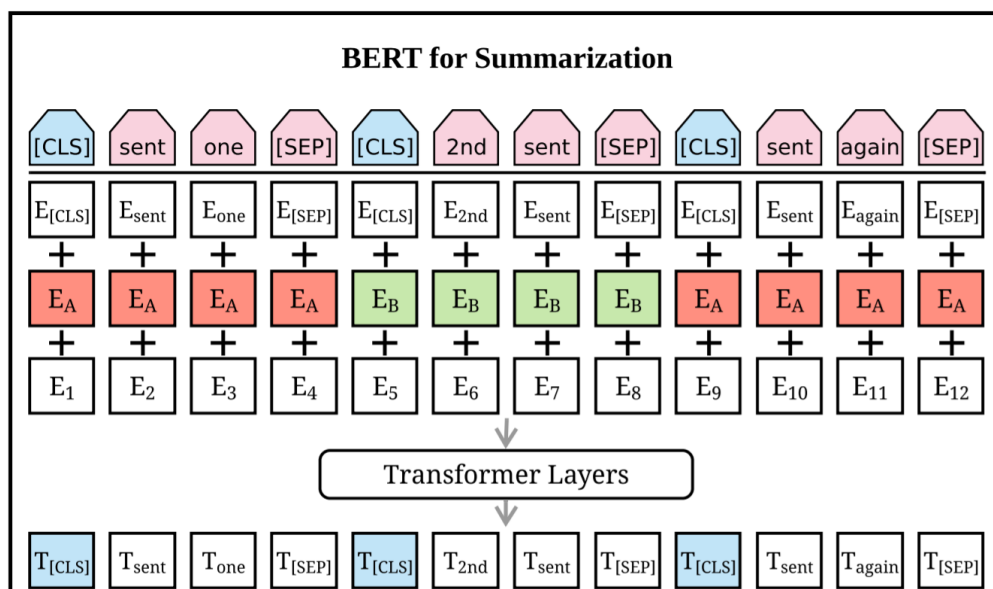 BERT for Summarization
[CLS] sent one [SEP] [CLS] 2nd sent [SEP] [CLS] sent again [SEP]
E[CLS] Esent Eone E[SEP] E[CLS] E2nd Esent E[SEP] E[CLS] Esent Eagain E[SEP]
+ + + + + + + + + + + +
EA EA EA EA EB EB EB EB EA EA EA EA
+ + + + + + + + + + + +
E1 E2 E3 E4 E5 E6 E7 E8 E9 E10 E11 E12
Transformer Layers
T[CLS] Tsent Tone T[SEP] T[CLS] T2nd Tsent T[SEP] T[CLS] Tsent Tagain T[SEP]